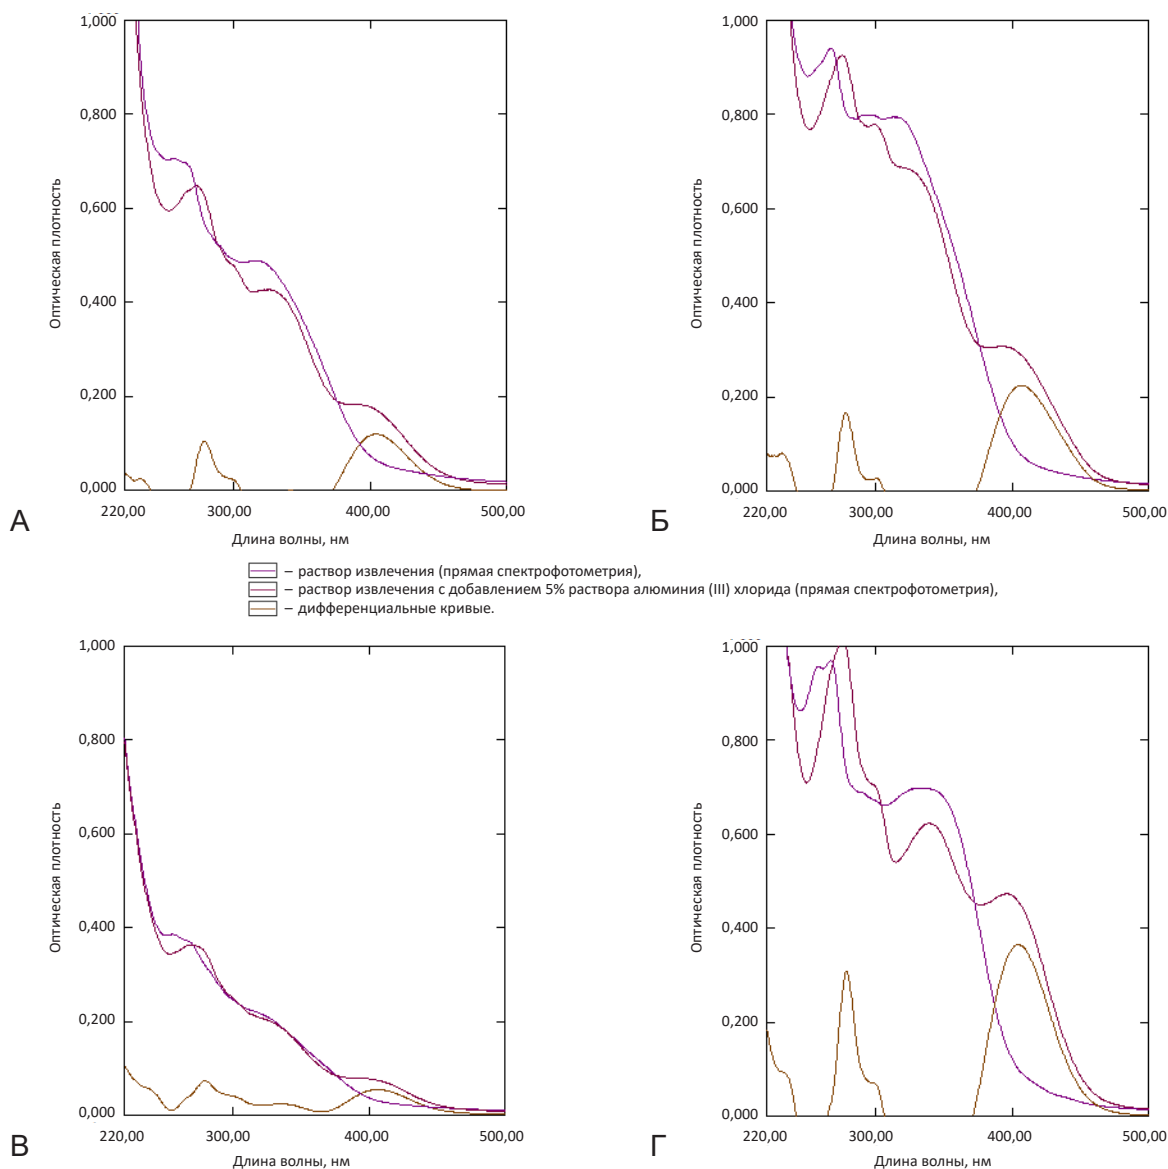 1,000
0,800
0,600
0,400
0,200
0,000
220,00 300,00 400,00 500,00
Оптическая плотность
Длина волны, нм
А
1,000
0,800
0,600
0,400
0,200
0,000
220,00 300,00 400,00 500,00
Оптическая плотность
Длина волны, нм
Б
– раствор извлечения (прямая спектрофотометрия),
– раствор извлечения с добавлением 5% раствора алюминия (III) хлорида (прямая спектрофотометрия),
– дифференциальные кривые.
1,000
0,800
0,600
0,400
0,200
0,000
220,00 300,00 400,00 500,00
Оптическая плотность
Длина волны, нм
В
1,000
0,800
0,600
0,400
0,200
0,000
220,00 300,00 400,00 500,00
Оптическая плотность
Длина волны, нм
Г